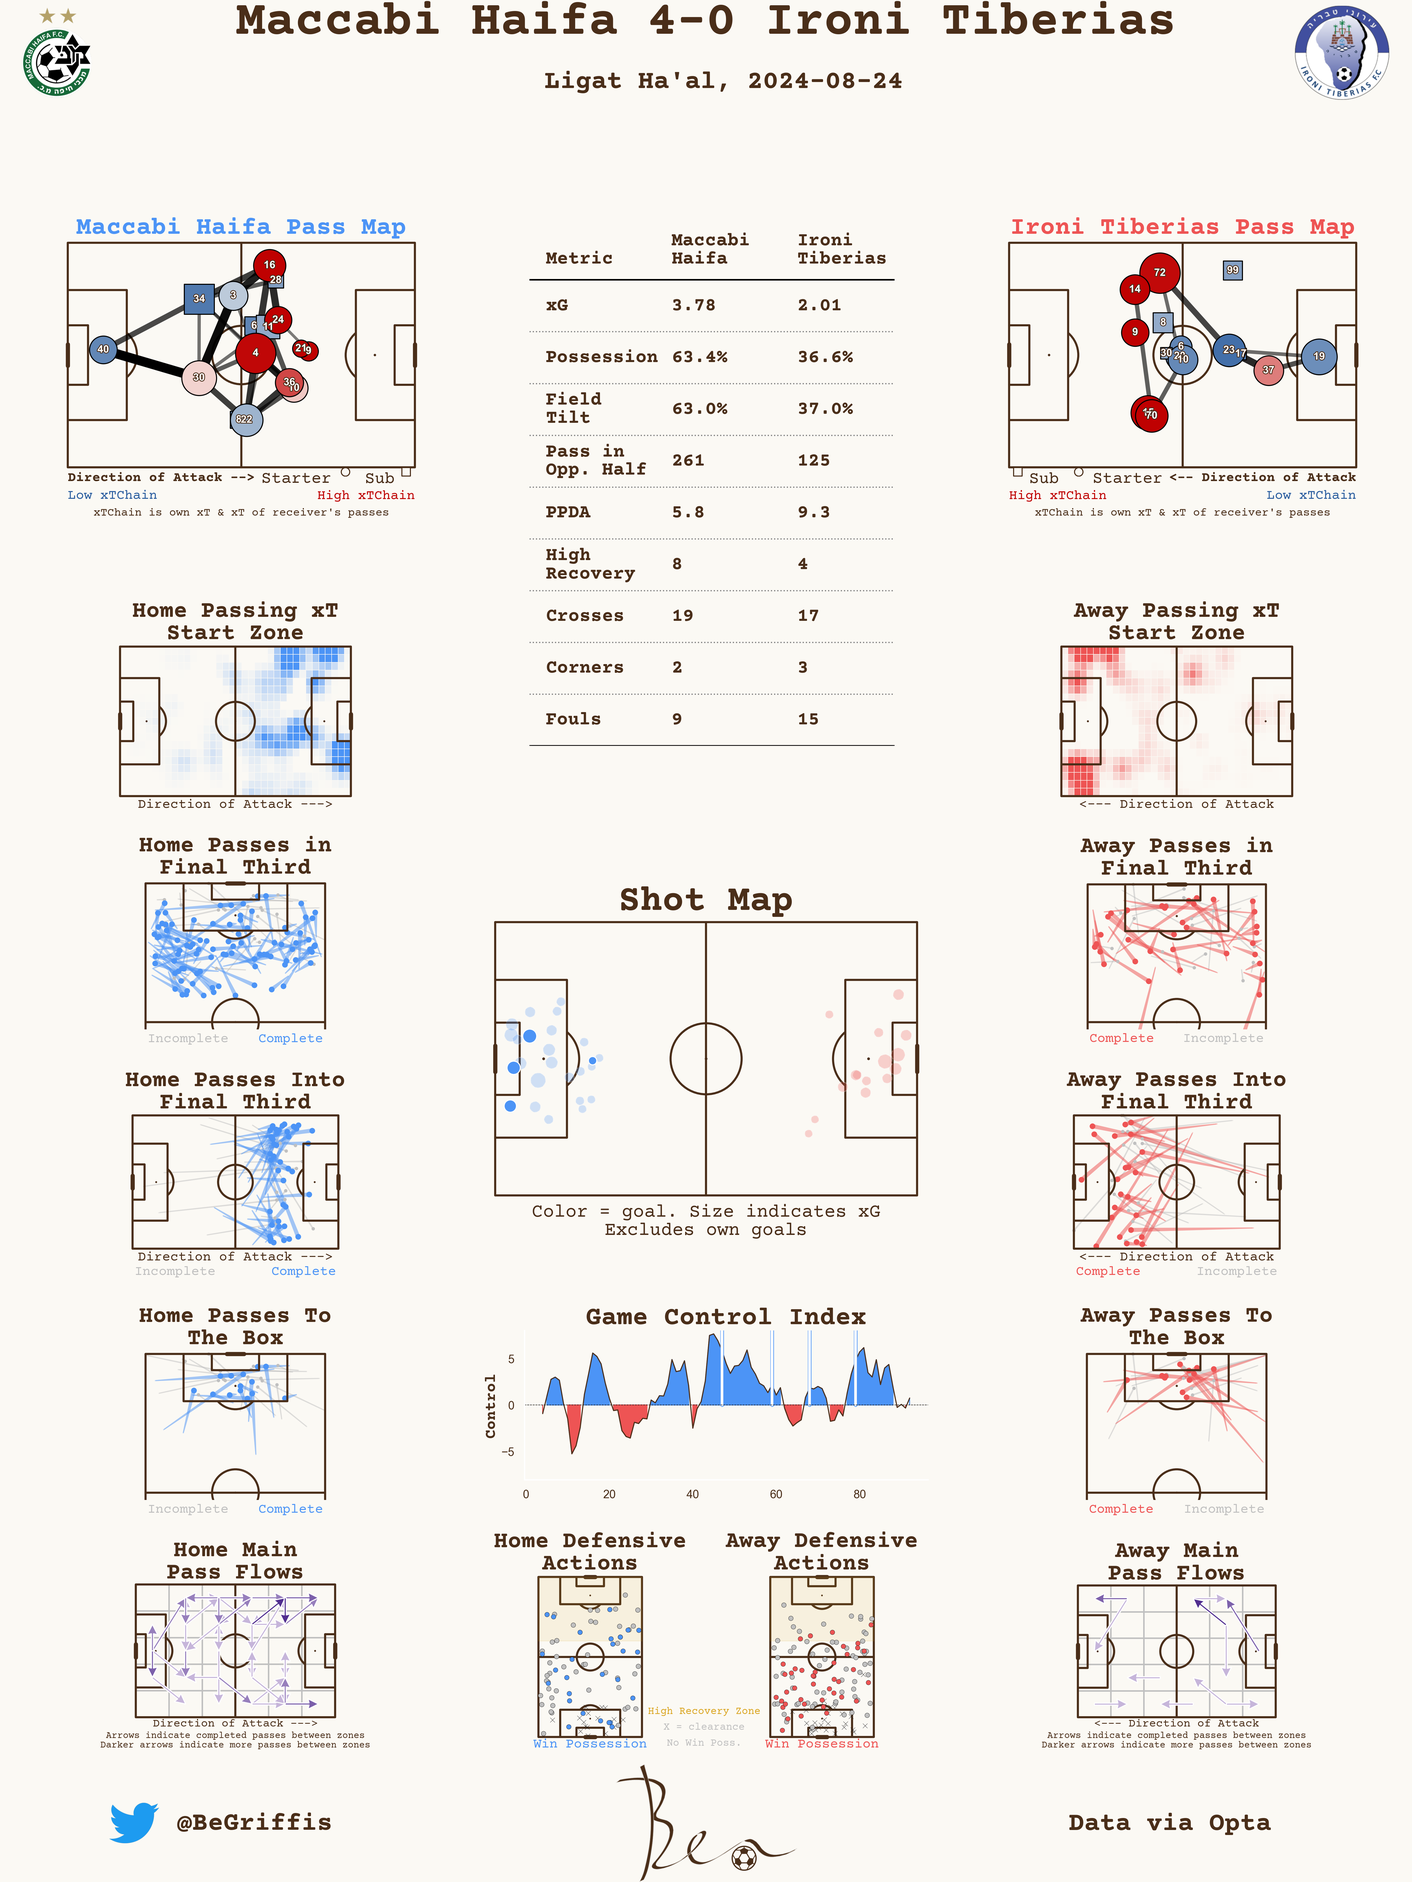 Maccabi Haifa 4-0 Ironi Tiberias
Ligat Ha'al, 2024-08-24
MACCABI HAIFA F.C.
IRONI TIBERIAS F.C
Maccabi Haifa Pass Map
16
28
34
3
6
11
24
40
4
21
9
30
36
10
622
Direction of Attack --> Starter Sub
Low xTChain High xTChain
xTChain is own xT & xT of receiver's passes
Metric Maccabi Haifa Ironi Tiberias
xG 3.78 2.01
Possession 63.4% 36.6%
Field Tilt 63.0% 37.0%
Pass in Opp. Half 261 125
PPDA 5.8 9.3
High Recovery 8 4
Crosses 19 17
Corners 2 3
Fouls 9 15
Ironi Tiberias Pass Map
72
99
14
8
9
6
30
10
23
17
37
19
70
Sub Starter <-- Direction of Attack
High xTChain Low xTChain
xTChain is own xT & xT of receiver's passes
Home Passing xT
Start Zone
Direction of Attack --->
Away Passing xT
Start Zone
<--- Direction of Attack
Home Passes in
Final Third
Incomplete Complete
Away Passes in
Final Third
Complete Incomplete
Shot Map
Color = goal. Size indicates xG
Excludes own goals
Home Passes Into
Final Third
Direction of Attack --->
Incomplete Complete
Away Passes Into
Final Third
<--- Direction of Attack
Complete Incomplete
Home Passes To
The Box
Incomplete Complete
Game Control Index
Control
5
0
−5
0 20 40 60 80
Away Passes To
The Box
Complete Incomplete
Home Main
Pass Flows
Direction of Attack --->
Arrows indicate completed passes between zones
Darker arrows indicate more passes between zones
Home Defensive
Actions
Win Possession
Away Defensive
Actions
Win Possession
High Recovery Zone
X = clearance
No Win Poss.
Away Main
Pass Flows
<--- Direction of Attack
Arrows indicate completed passes between zones
Darker arrows indicate more passes between zones
@BeGriffis
Ben
Data via Opta